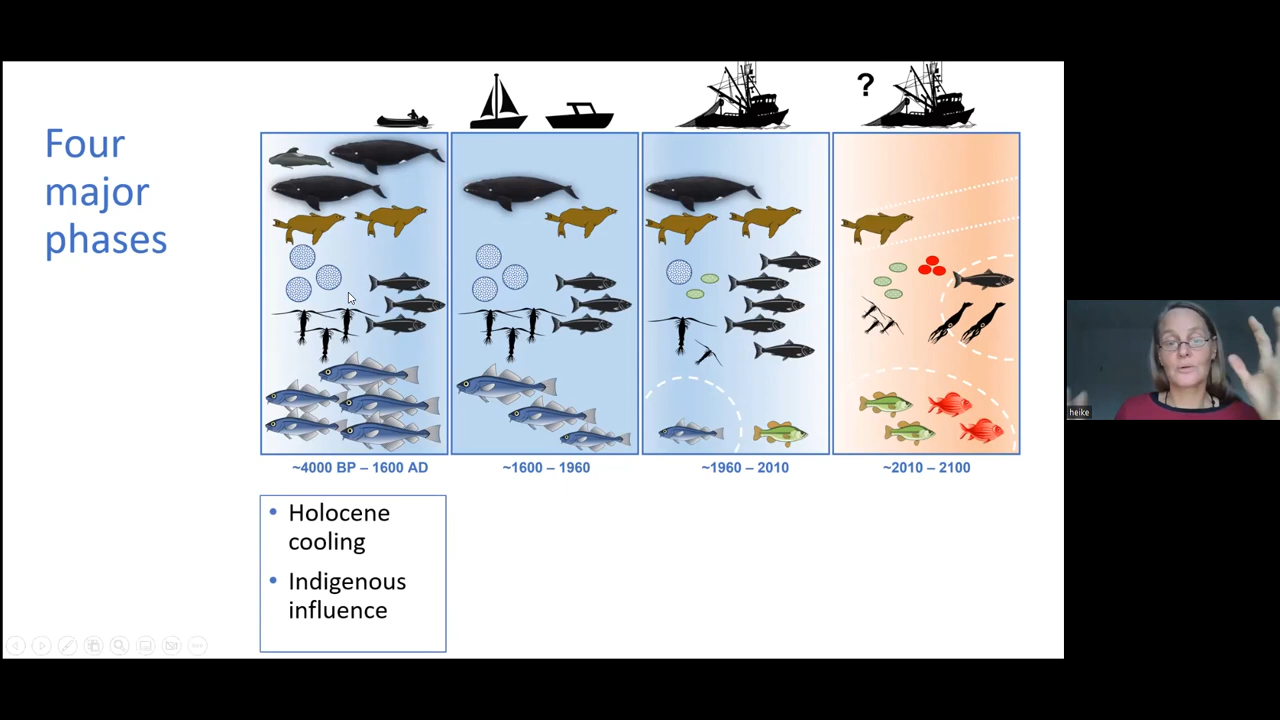 ?
Four
major
phases
~4000 BP – 1600 AD
~1600 – 1960
~1960 – 2010
~2010 – 2100
• Holocene
cooling
• Indigenous
influence
heike